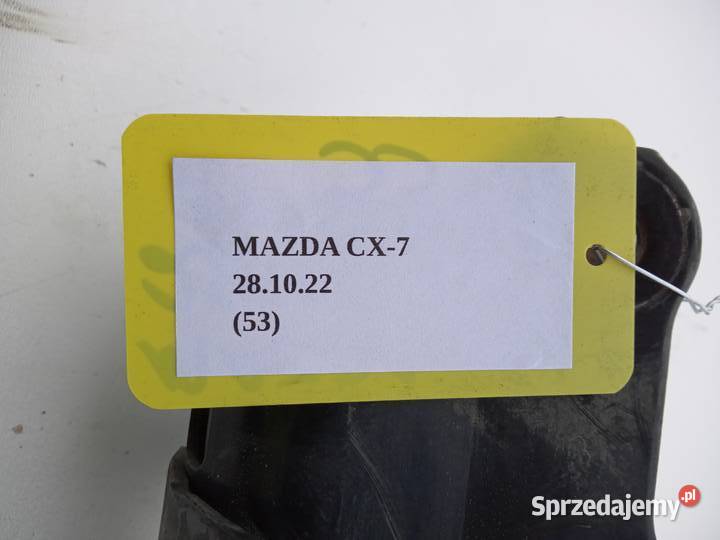 MAZDA CX-7
28.10.22
(53)
Sprzedajemy.pl